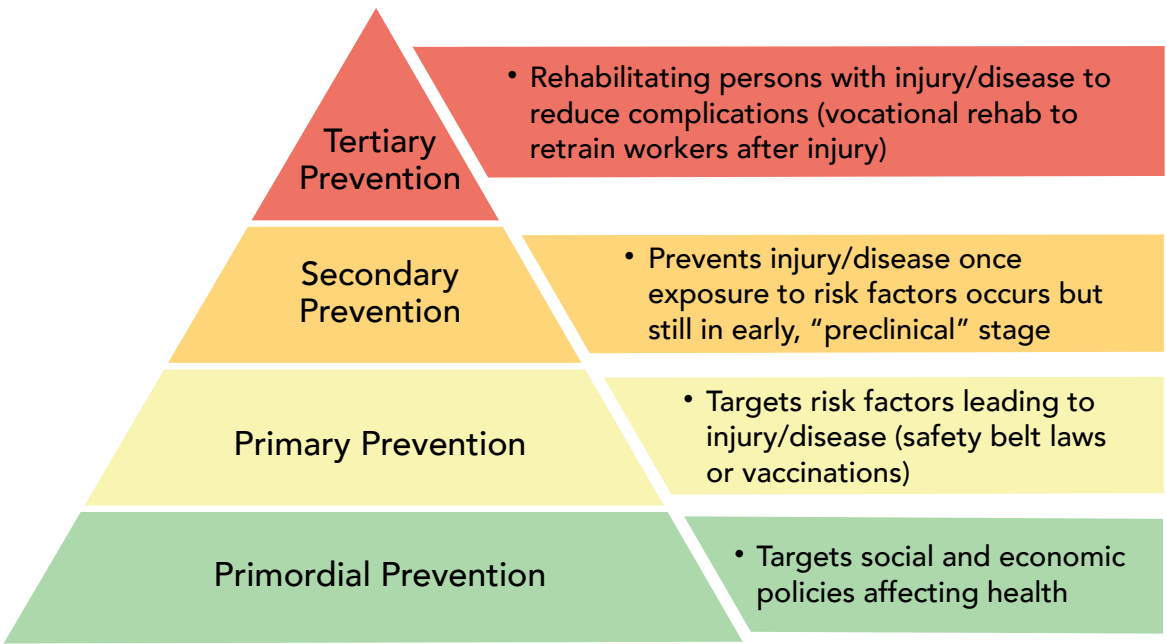 Tertiary
Prevention
• Rehabilitating persons with injury/disease to
reduce complications (vocational rehab to
retrain workers after injury)
Secondary
Prevention
• Prevents injury/disease once
exposure to risk factors occurs but
still in early, “preclinical” stage
Primary Prevention
• Targets risk factors leading to
injury/disease (safety belt laws
or vaccinations)
Primordial Prevention
• Targets social and economic
policies affecting health